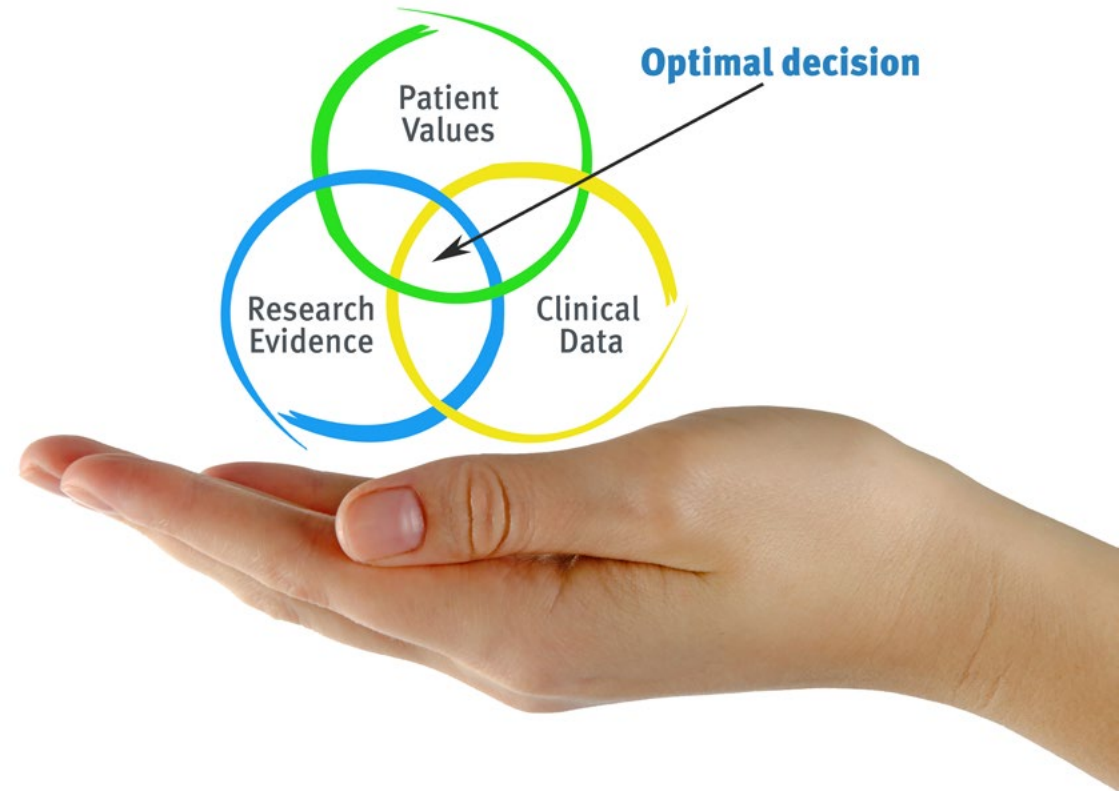 Optimal decision
Patient
Values
Research
Evidence
Clinical
Data